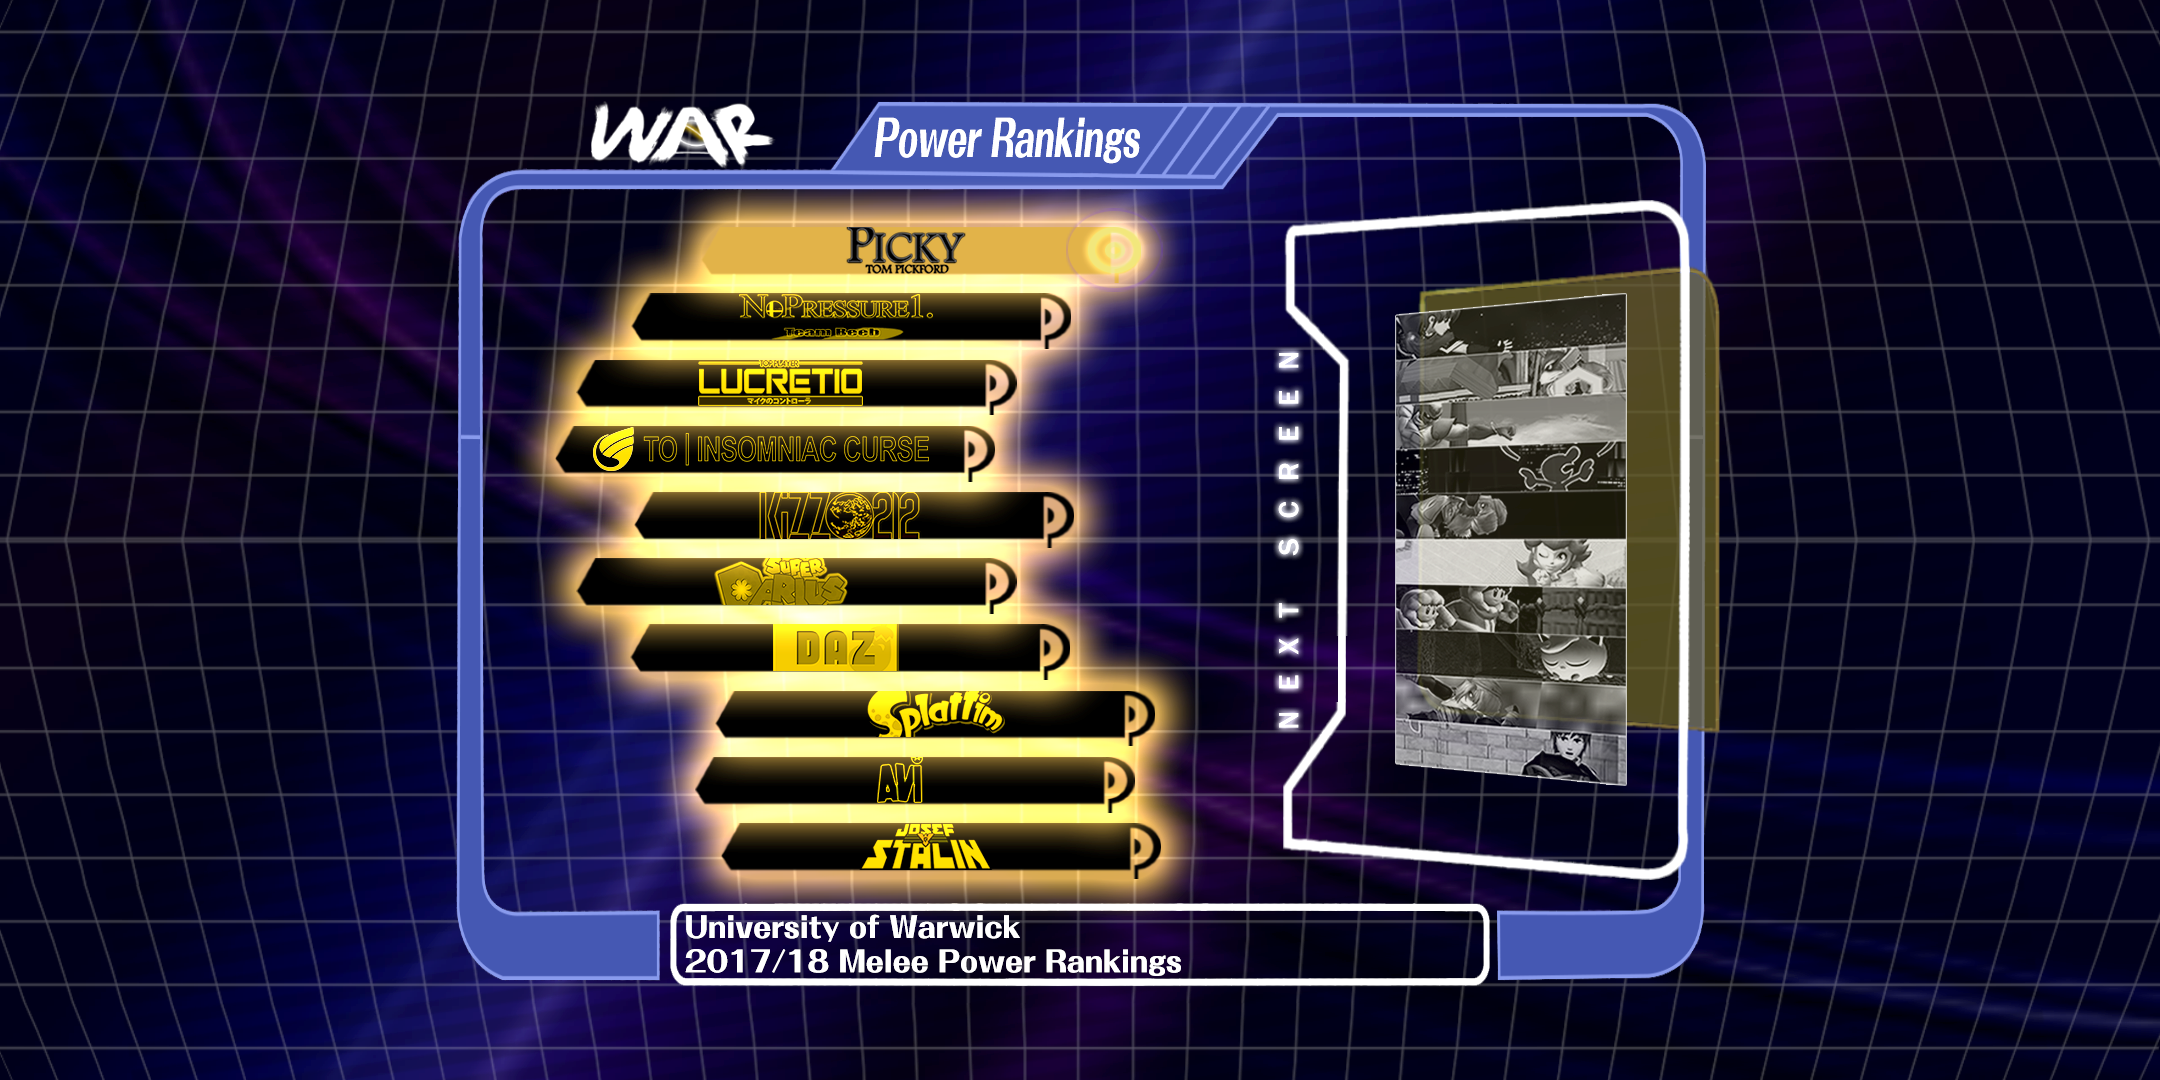 WAR
Power Rankings
PICKY
TOM PICKFORD
NoPRESSURE1.
Team Beeb
TOP PLAYER
LUCRETIO
マイクのコントローラ
TO | INSOMNIAC CURSE
KiZZO212
SUPER
DARIUS
DAZ
Splattim
AVi
JOSEF
STALIN
NEXT SCREEN
University of Warwick
2017/18 Melee Power Rankings